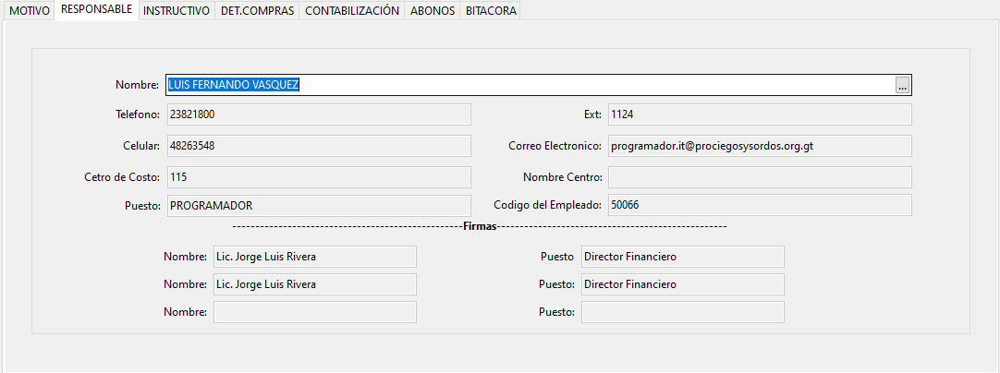 MOTIVO RESPONSABLE INSTRUCTIVO DET.COMPRAS CONTABILIZACIÓN ABONOS BITACORA
Nombre: LUIS FERNANDO VASQUEZ ...
Telefono: 23821800 Ext: 1124
Celular: 48263548 Correo Electronico: programador.it@prociegosysordos.org.gt
Cetro de Costo: 115 Nombre Centro:
Puesto: PROGRAMADOR Codigo del Empleado: 50066
--------------------------------------------------Firmas--------------------------------------------------
Nombre: Lic. Jorge Luis Rivera Puesto Director Financiero
Nombre: Lic. Jorge Luis Rivera Puesto: Director Financiero
Nombre: Puesto: